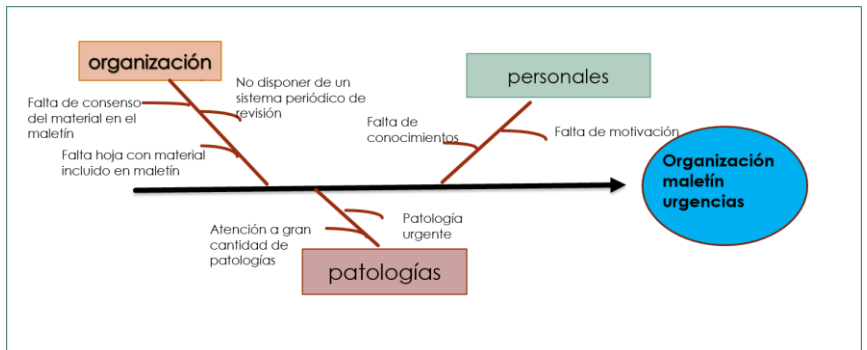 organización
No disponer de un
sistema periódico de
revisión
Falta de consenso
del material en el
maletín
Falta hoja con material
incluido en maletín
personales
Falta de
conocimientos
Falta de motivación
Organización
maletín
urgencias
Atención a gran
cantidad de
patologías
Patología
urgente
patologías